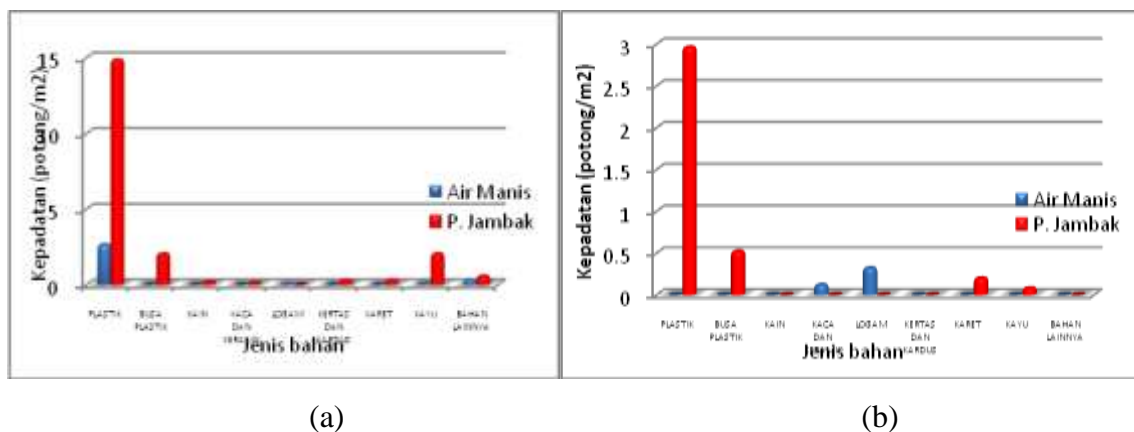 Kepadatan (potong/m2)
15
10
5
0
Air Manis
P. Jambak
PLASTIK
BUSA
PLASTIK
KAIN
KACA
DAN
LOGAM
KERTAS
DAN
KARDUS
KARET
KAYU
BAHAN
LAINNYA
Jenis bahan
(a)
Kepadatan (potong/m2)
3
2.5
2
1.5
1
0.5
0
Air Manis
P. Jambak
PLASTIK
BUSA
PLASTIK
KAIN
KACA
DAN
LOGAM
KERTAS
DAN
KARDUS
KARET
KAYU
BAHAN
LAINNYA
Jenis bahan
(b)